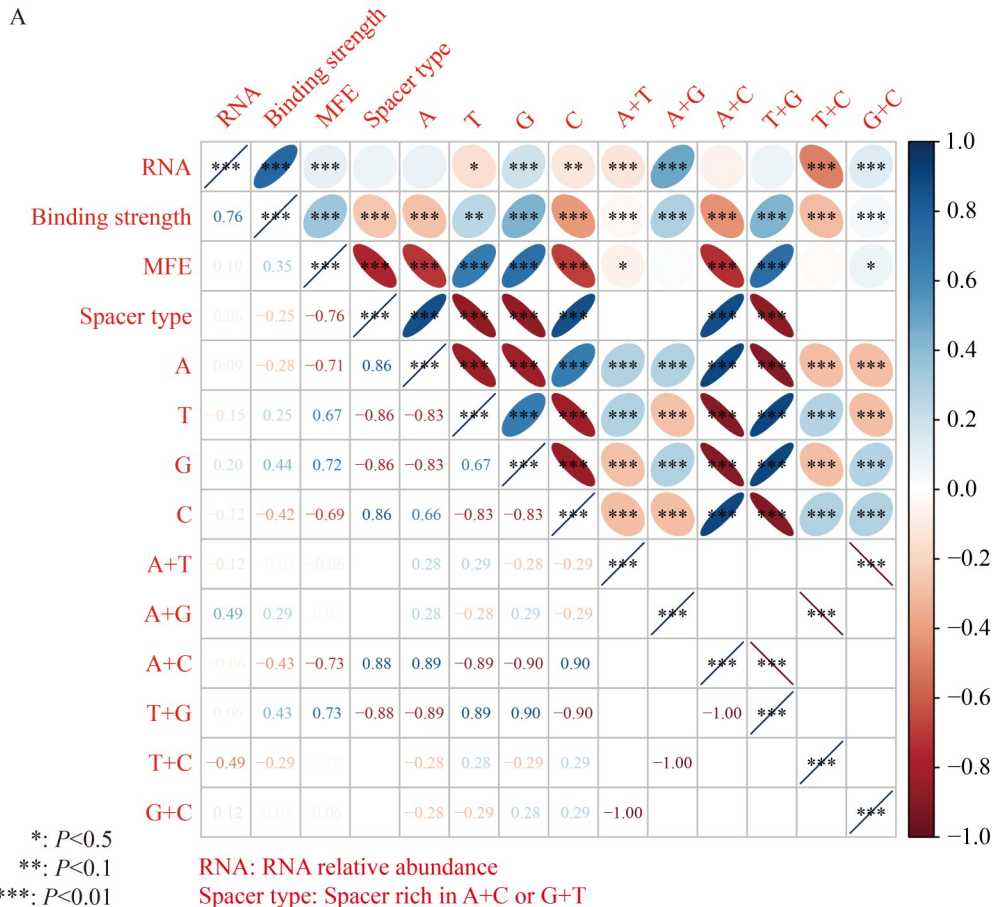 A
RNA Binding strength MFE Spacer type A T G C A+T A+G A+C T+G T+C G+C
RNA *** *** *** * *** ** *** *** *** ***
Binding strength 0.76 *** *** *** *** ** *** *** *** *** *** *** *** ***
MFE 0.10 0.35 *** *** *** *** *** *** * *** *** *
Spacer type 0.06 −0.25 −0.76 *** *** *** *** *** *** ***
A 0.09 −0.28 −0.71 0.86 *** *** *** *** *** *** *** *** *** ***
T −0.15 0.25 0.67 −0.86 −0.83 *** *** *** *** *** *** *** *** ***
G 0.20 0.44 0.72 −0.86 −0.83 0.67 *** *** *** *** *** *** *** ***
C −0.12 −0.42 −0.69 0.86 0.66 −0.83 −0.83 *** *** *** *** *** *** ***
A+T −0.12 −0.04 −0.06 0.28 0.29 −0.28 −0.29 *** ***
A+G 0.49 0.29 0.28 −0.28 0.29 −0.29 *** ***
A+C −0.06 −0.43 −0.73 0.88 0.89 −0.89 −0.90 0.90 *** ***
T+G 0.06 0.43 0.73 −0.88 −0.89 0.89 0.90 −0.90 −1.00 ***
T+C −0.49 −0.29 −0.28 0.28 −0.29 0.29 −1.00 ***
G+C 0.12 0.04 0.06 −0.28 −0.29 0.28 0.29 −1.00 ***
1.0
0.8
0.6
0.4
0.2
0.0
−0.2
−0.4
−0.6
−0.8
−1.0
*: P<0.5
**: P<0.1
***: P<0.01
RNA: RNA relative abundance
Spacer type: Spacer rich in A+C or G+T